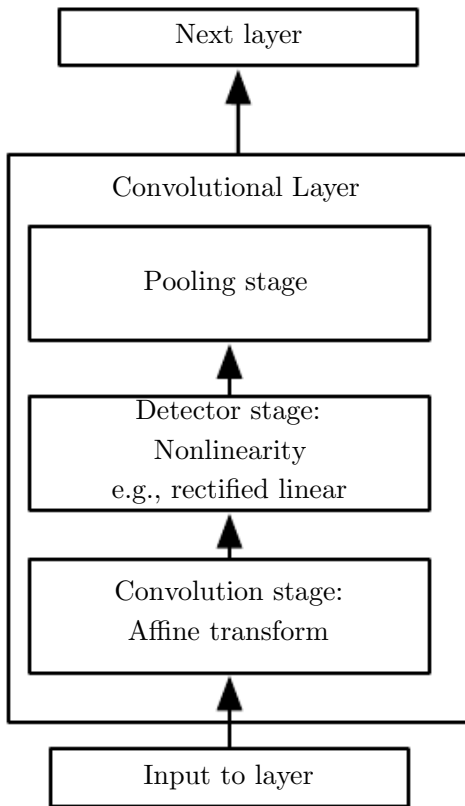 Next layer
Convolutional Layer
Pooling stage
Detector stage:
Nonlinearity
e.g., rectified linear
Convolution stage:
Affine transform
Input to layer